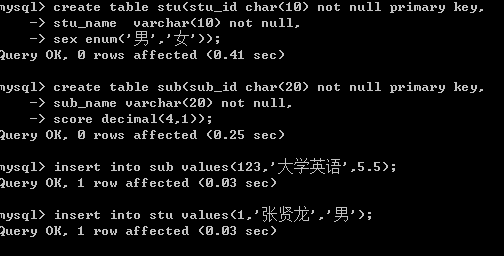 mysql> create table stu(stu_id char(10) not null primary key,
    -> stu_name  varchar(10) not null,
    -> sex enum('男','女'));
Query OK, 0 rows affected (0.41 sec)
mysql> create table sub(sub_id char(20) not null primary key,
    -> sub_name varchar(20) not null,
    -> score decimal(4,1));
Query OK, 0 rows affected (0.25 sec)
mysql> insert into sub values(123,'大学英语',5.5);
Query OK, 1 row affected (0.03 sec)
mysql> insert into stu values(1,'张贤龙','男');
Query OK, 1 row affected (0.03 sec)